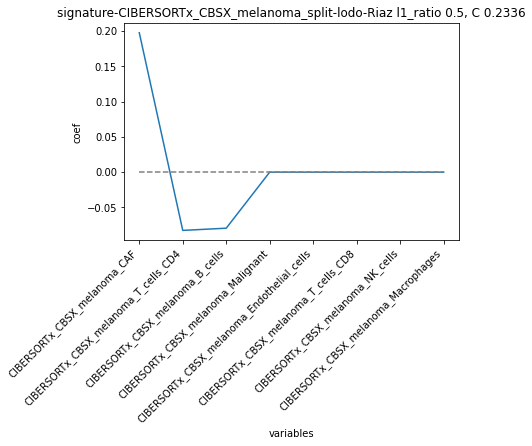 signature-CIBERSORTx_CBSX_melanoma_split-lodo-Riaz l1_ratio 0.5, C 0.2336
0.20
0.15
0.10
0.05
0.00
−0.05
coef
CIBERSORTx_CBSX_melanoma_CAF
CIBERSORTx_CBSX_melanoma_T_cells_CD4
CIBERSORTx_CBSX_melanoma_B_cells
CIBERSORTx_CBSX_melanoma_Malignant
CIBERSORTx_CBSX_melanoma_Endothelial_cells
CIBERSORTx_CBSX_melanoma_T_cells_CD8
CIBERSORTx_CBSX_melanoma_NK_cells
CIBERSORTx_CBSX_melanoma_Macrophages
variables